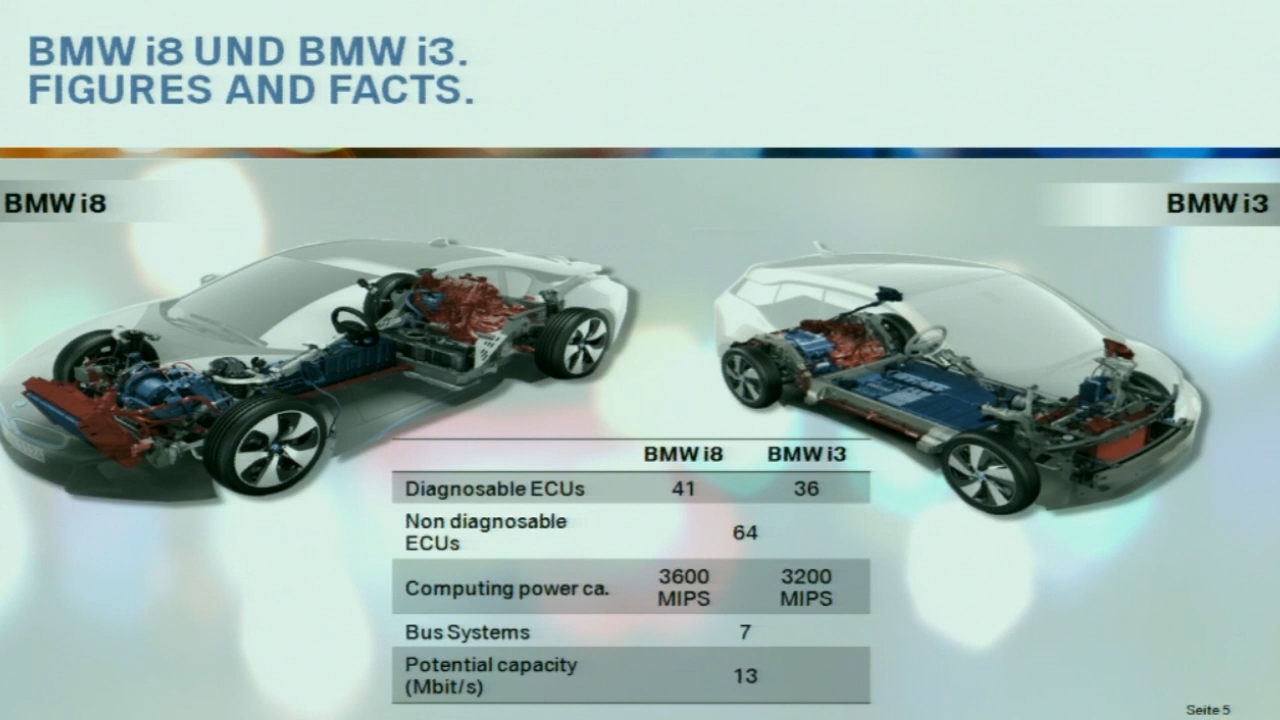 BMW i8 UND BMW i3.
FIGURES AND FACTS.
BMW i8
BMW i3
BMW i8 BMW i3
Diagnosable ECUs 41 36
Non diagnosable
ECUs 64
Computing power ca. 3600 MIPS 3200 MIPS
Bus Systems 7
Potential capacity
(Mbit/s) 13
Seite 5